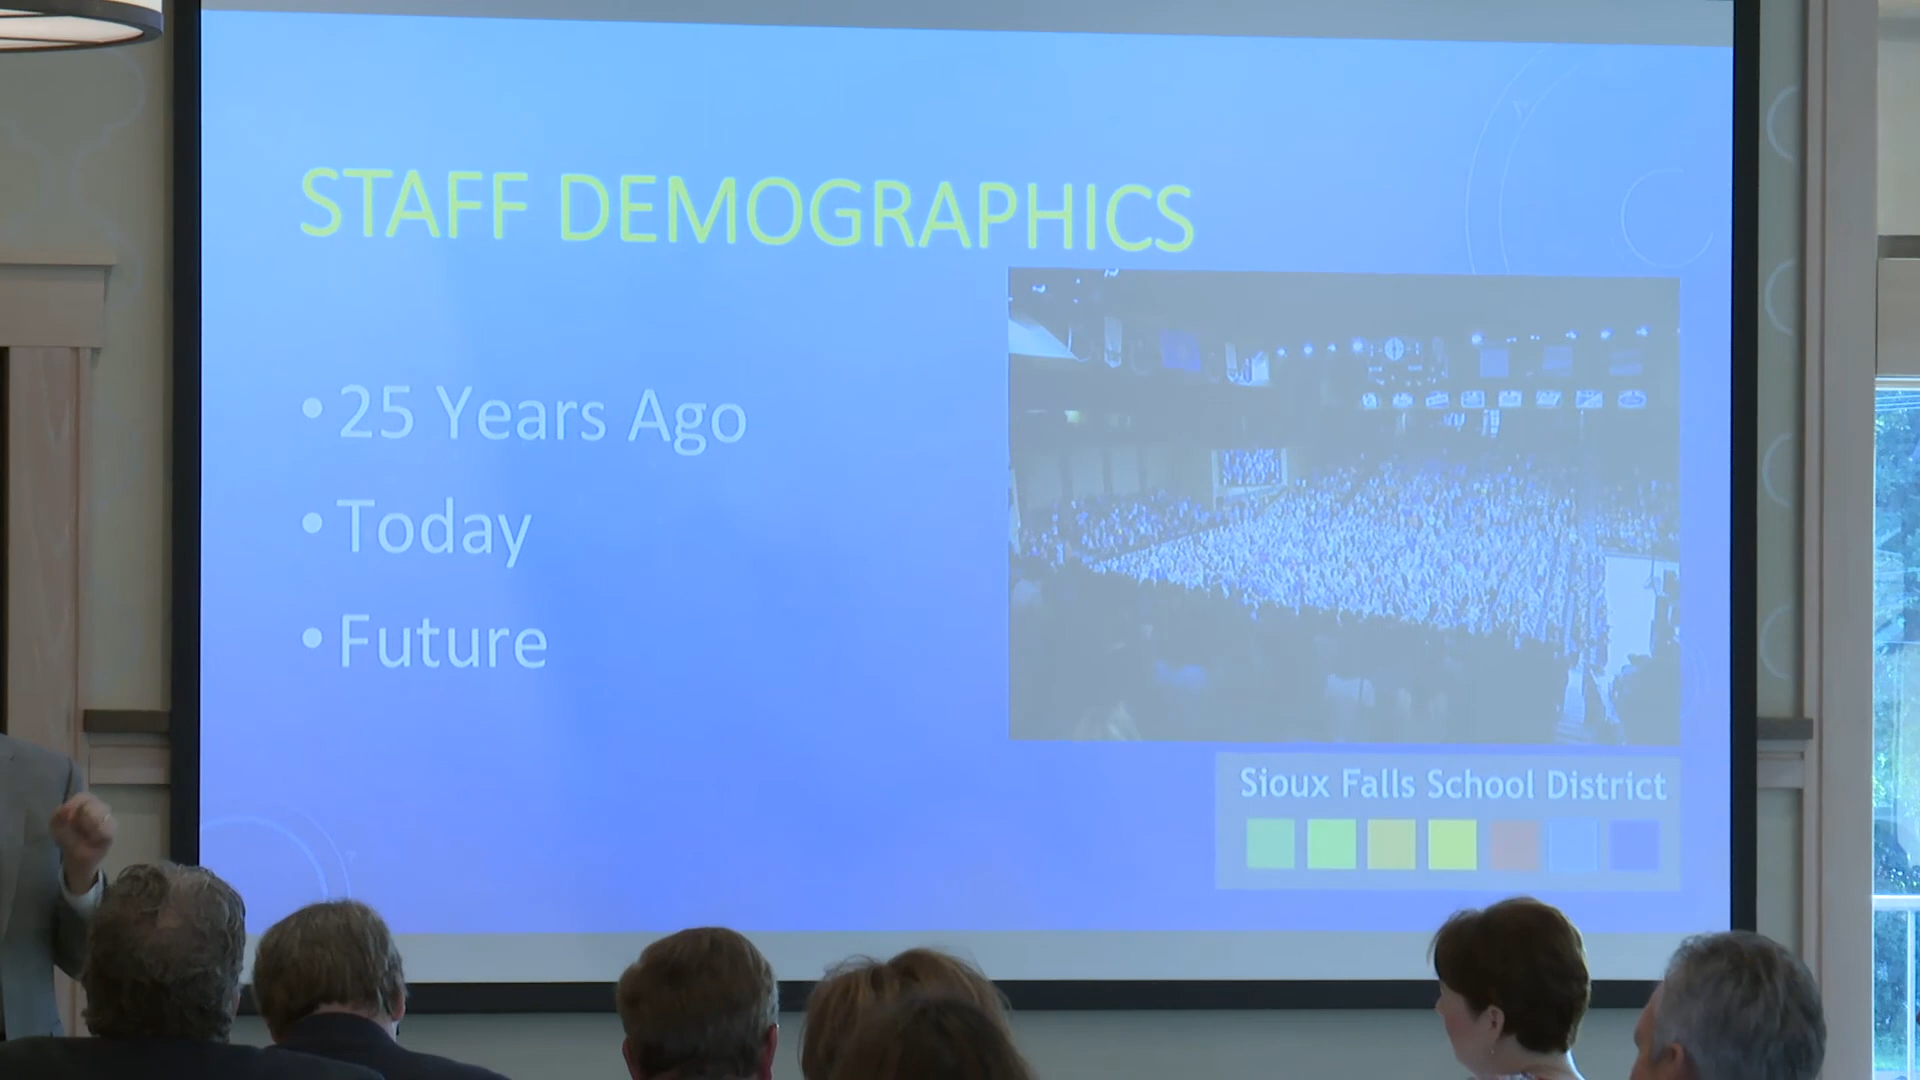 STAFF DEMOGRAPHICS
• 25 Years Ago
• Today
• Future
Sioux Falls School District